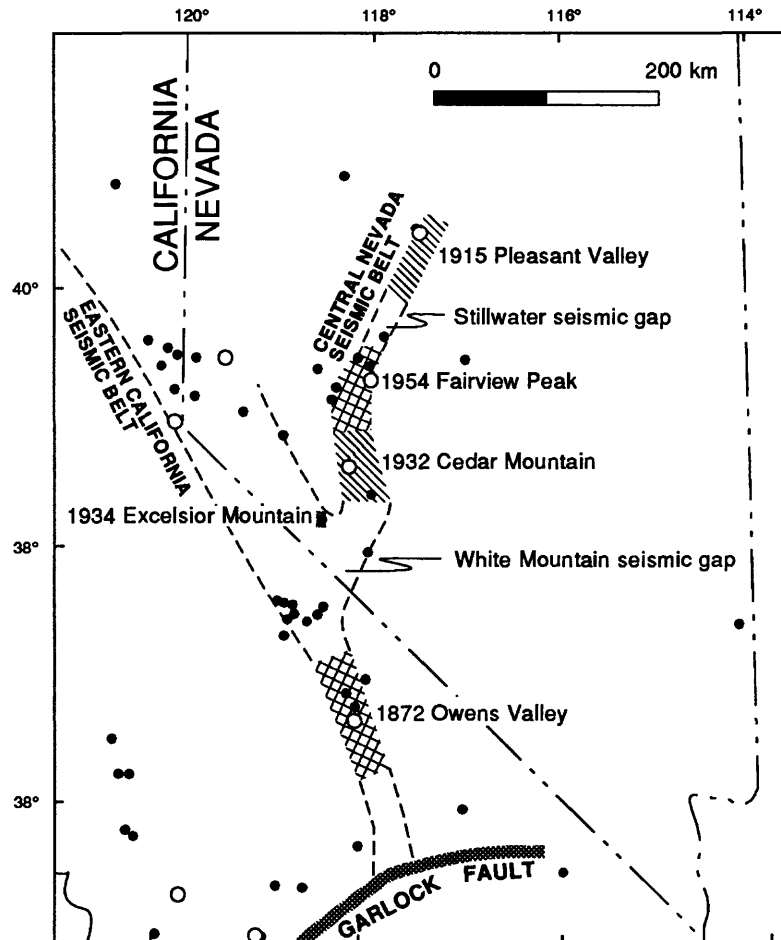 120° 118° 116° 114°
0 200 km
CALIFORNIA
NEVADA
CENTRAL NEVADA
SEISMIC BELT
1915 Pleasant Valley
40°
Stillwater seismic gap
EASTERN CALIFORNIA
SEISMIC BELT
1954 Fairview Peak
1932 Cedar Mountain
1934 Excelsior Mountain
38°
White Mountain seismic gap
1872 Owens Valley
38°
GARLOCK FAULT